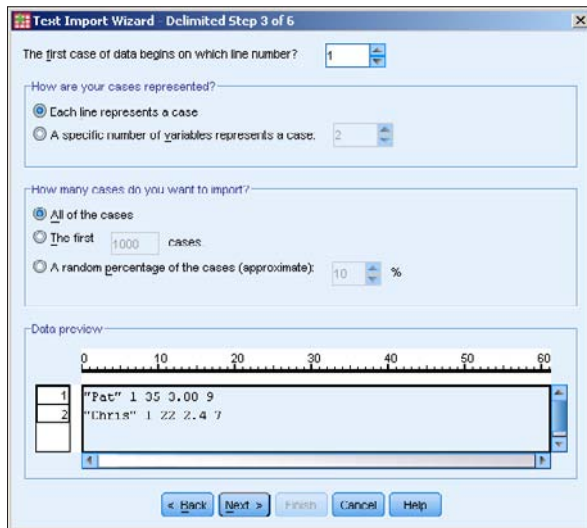 Text Import Wizard - Delimited Step 3 of 6
The first case of data begins on which line number? 1
How are your cases represented?
Each line represents a case
A specific number of variables represents a case: 2
How many cases do you want to import?
All of the cases
The first 1000 cases.
A random percentage of the cases (approximate): 10 %
Data preview
0 10 20 30 40 50 60
1 "Pat" 1 35 3.00 9
2 "Chris" 1 22 2.4 7
< Back Next > Finish Cancel Help